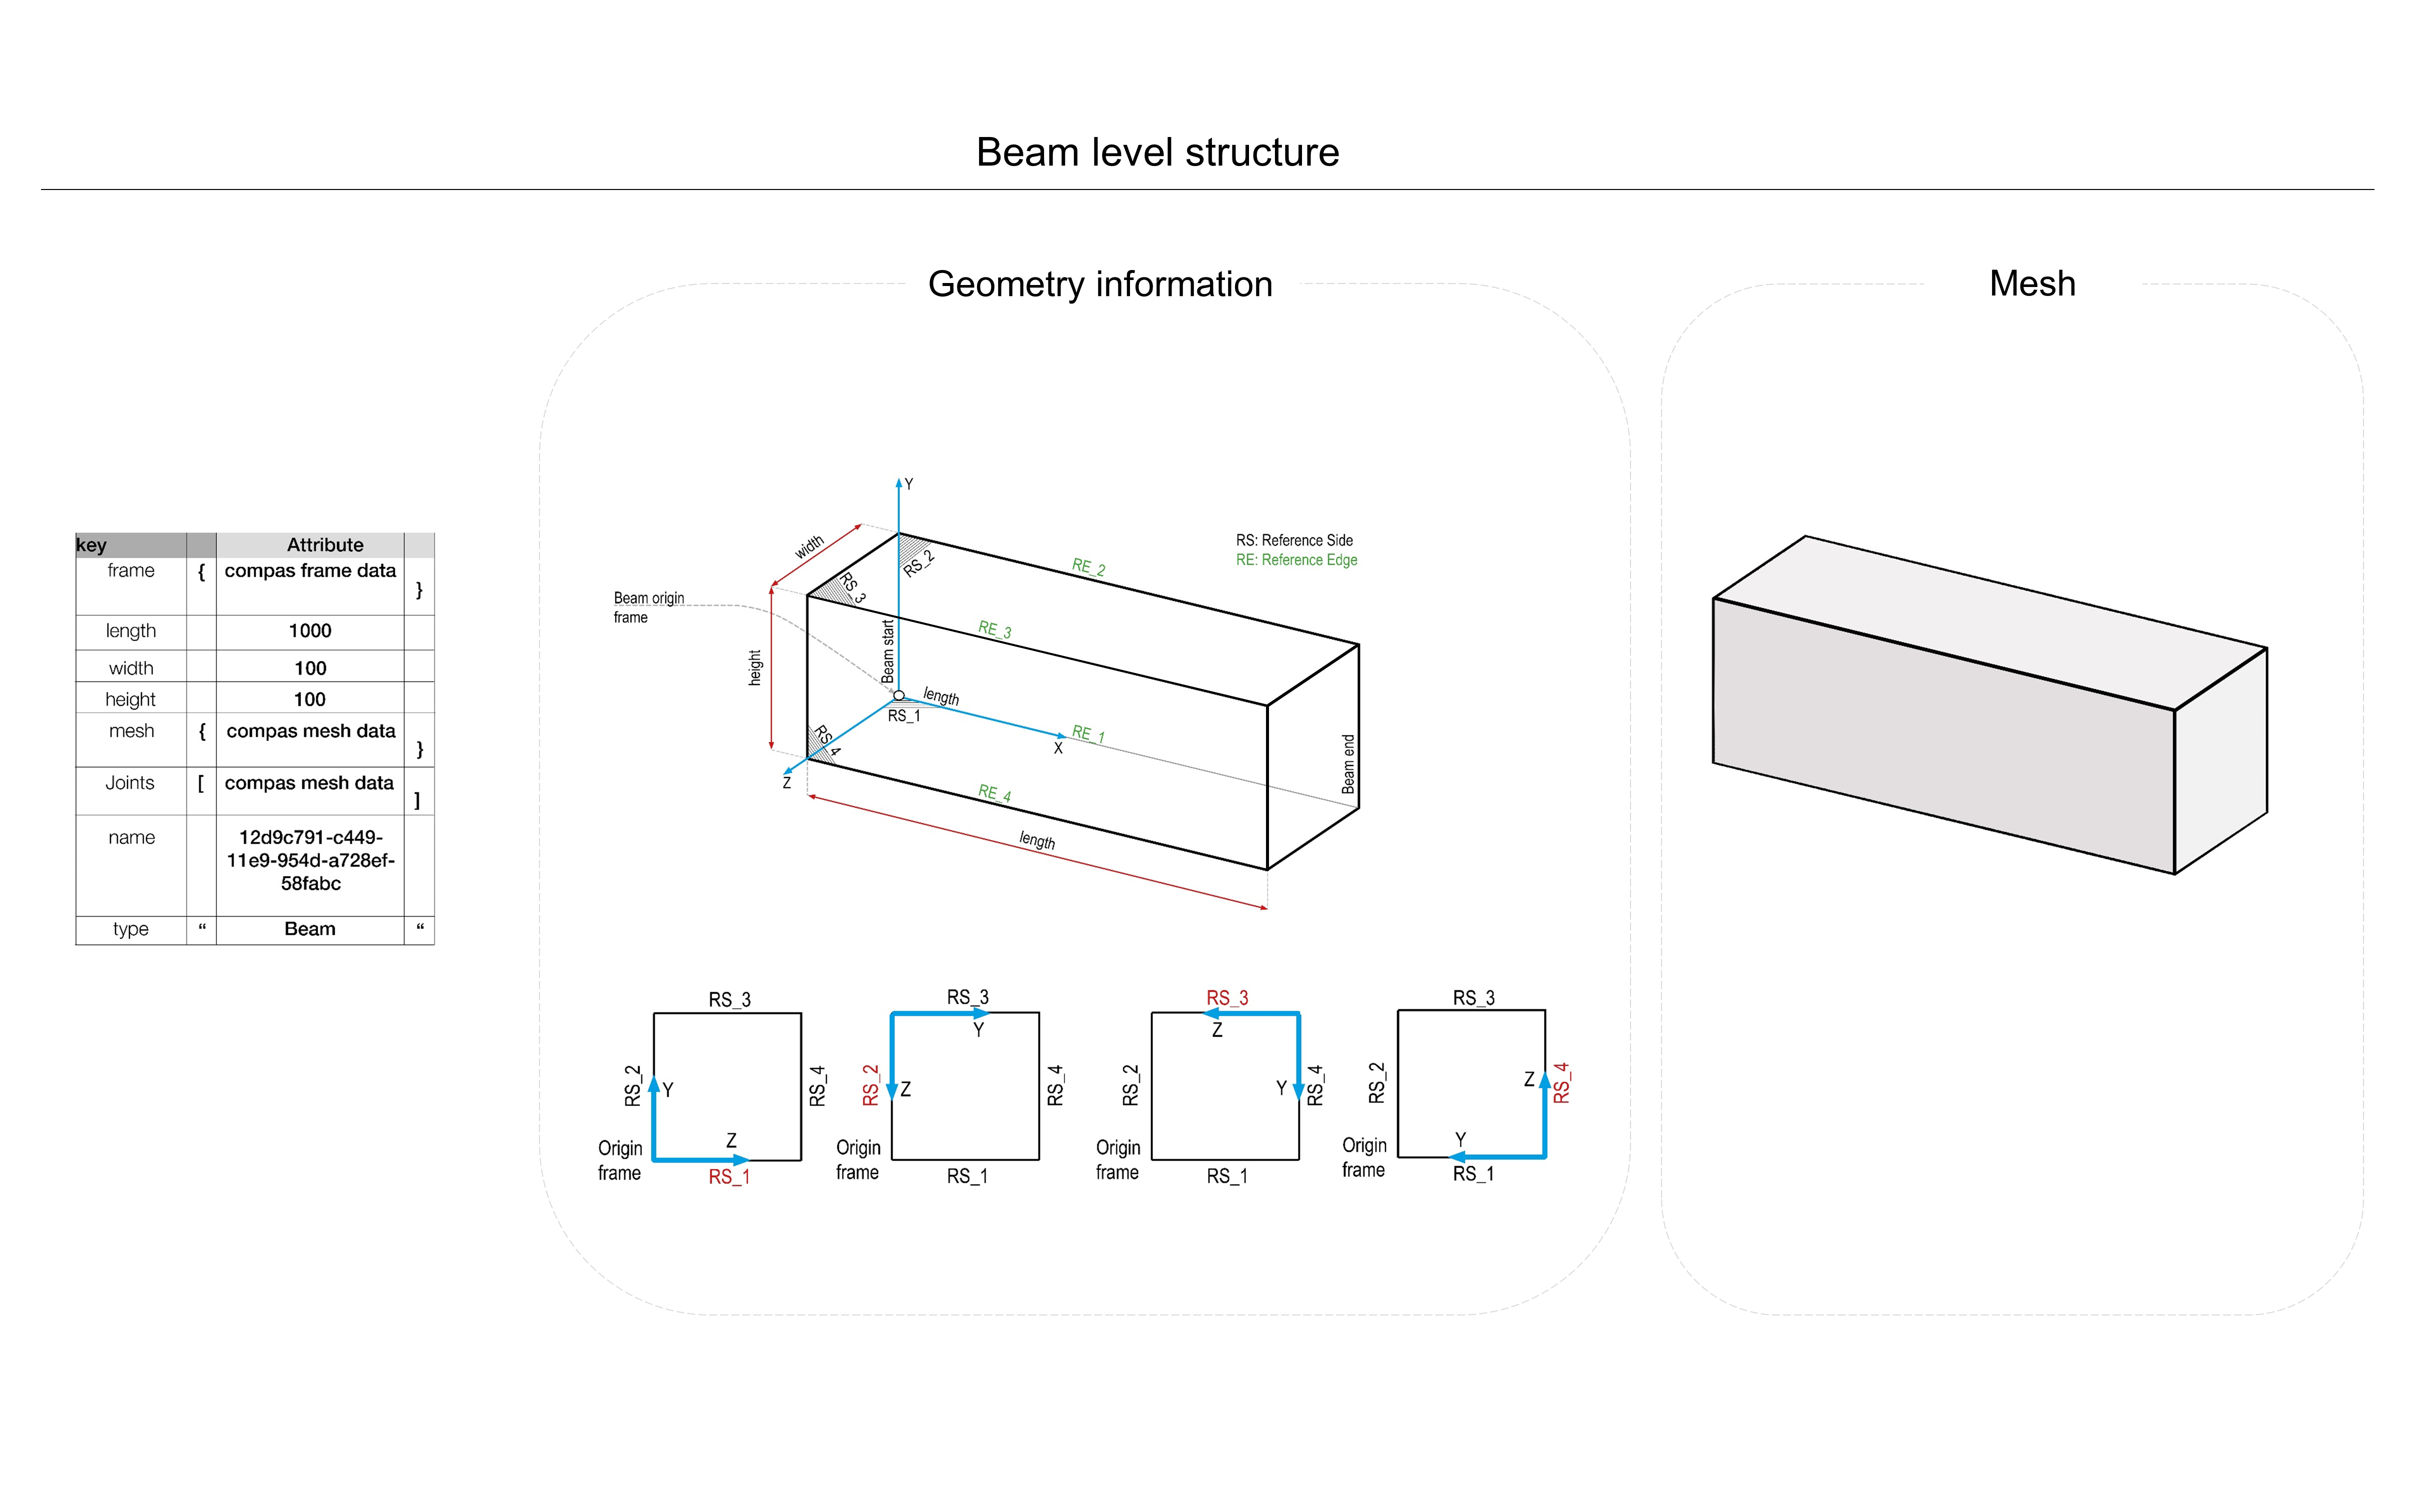 Beam level structure
Geometry information
Mesh
key Attribute
frame { compas frame data }
length 1000
width 100
height 100
mesh { compas mesh data }
Joints [ compas mesh data ]
name 12d9c791-c449-
11e9-954d-a728ef-
58fabc
type “ Beam “
Y
width
RS_2
RS_3
RE_2
RS: Reference Side
RE: Reference Edge
Beam origin
frame
RE_3
Beam start
height
length
RS_1
RE_1
X
RS_4
Z
Beam end
RE_4
length
RS_3
RS_2
Y
RS_4
Z
Origin
frame
RS_1
RS_3
Y
RS_2
Z
RS_4
Origin
frame
RS_1
RS_3
Z
RS_2
Y
RS_4
Origin
frame
RS_1
RS_3
RS_2
Z
RS_4
Y
Origin
frame
RS_1